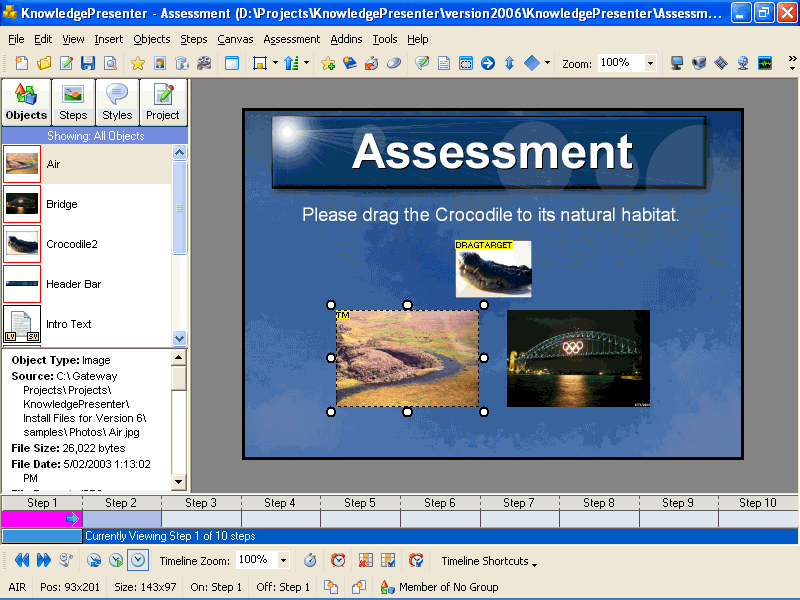 KnowledgePresenter - Assessment (D:\Projects\KnowledgePresenter\version2006\KnowledgePresenter\Assessm...
File Edit View Insert Objects Steps Canvas Assessment Addins Tools Help
Zoom: 100%
Objects Steps Styles Project
Showing: All Objects
Air
Bridge
Crocodile2
Header Bar
Intro Text
Object Type: Image
Source: C:\ Gateway
Projects\ Projects\
KnowledgePresenter\
Install Files for Version 6\
samples\ Photos\ Air.jpg
File Size: 26,022 bytes
File Date: 5/02/2003 1:13:02
PM
Assessment
Please drag the Crocodile to its natural habitat.
DRAGTARGET
TM
Step 1 Step 2 Step 3 Step 4 Step 5 Step 6 Step 7 Step 8 Step 9 Step 10
Currently Viewing Step 1 of 10 steps
Timeline Zoom: 100% Timeline Shortcuts
AIR Pos: 93x201 Size: 143x97 On: Step 1 Off: Step 1 Member of No Group